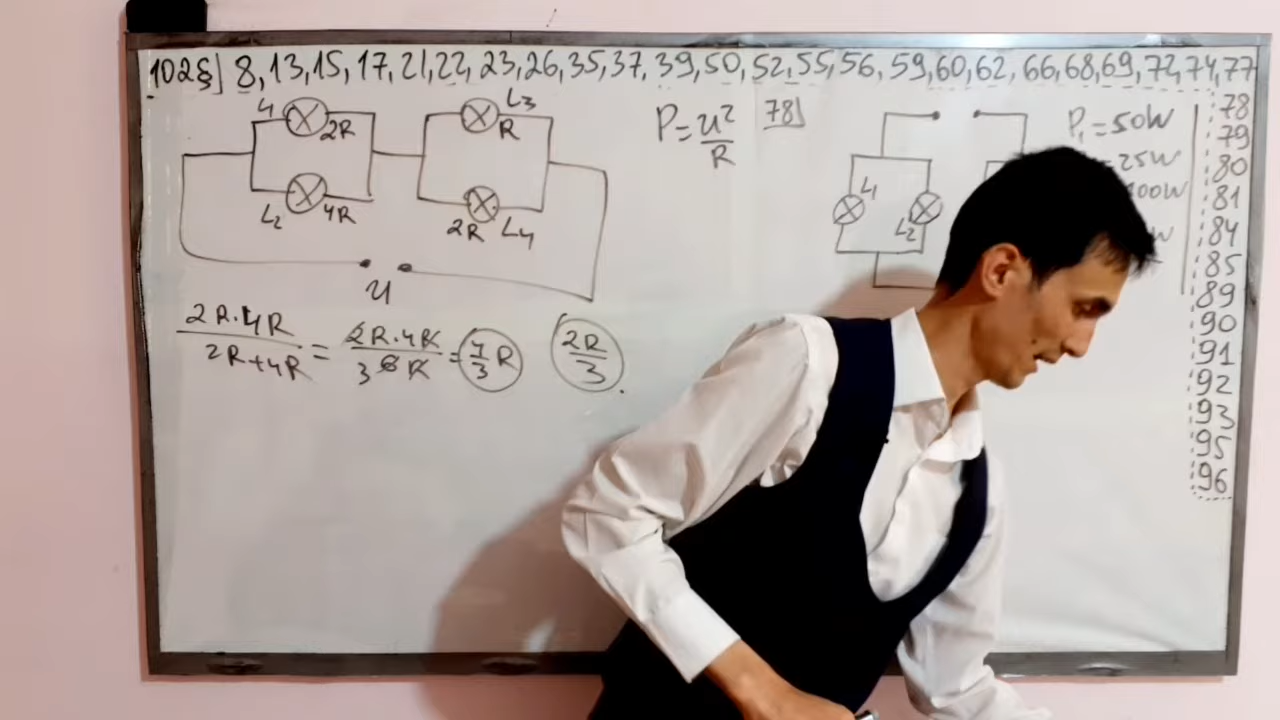 102§] 8, 13, 15, 17, 21, 22, 23, 26, 35, 37, 39, 50, 52, 55, 56, 59, 60, 62, 66, 68, 69, 72, 74, 77
78
79
80
81
84
85
89
90
91
92
93
95
96
2R
L2 4R
L3
R
2R L4
U
P = U²/R
2R·4R / 2R+4R = 2R·4R / 3 6R = 4/3 R
2R/3
78)
L1
L2
P1 = 50W
= 25W
100W
W